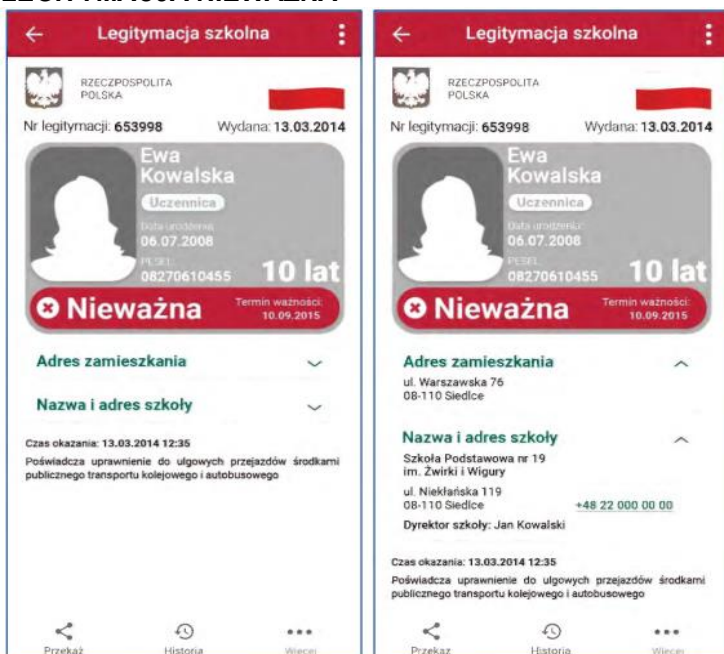 Legitymacja szkolna
RZECZPOSPOLITA
POLSKA
Nr legitymacji: 653998 Wydana: 13.03.2014
Ewa
Kowalska
Uczennica
Data urodzenia:
06.07.2008
PESEL:
08270610455
10 lat
Nieważna
Termin ważności:
10.09.2015
Adres zamieszkania
Nazwa i adres szkoły
Czas okazania: 13.03.2014 12:35
Poświadcza uprawnienie do ulgowych przejazdów środkami
publicznego transportu kolejowego i autobusowego
Przekaż Historia Więcej
Legitymacja szkolna
RZECZPOSPOLITA
POLSKA
Nr legitymacji: 653998 Wydana: 13.03.2014
Ewa
Kowalska
Uczennica
Data urodzenia:
06.07.2008
PESEL:
08270610455
10 lat
Nieważna
Termin ważności:
10.09.2015
Adres zamieszkania
ul. Warszawska 76
08-110 Siedlce
Nazwa i adres szkoły
Szkoła Podstawowa nr 19
im. Żwirki i Wigury
ul. Niekłańska 119
08-110 Siedlce +48 22 000 00 00
Dyrektor szkoły: Jan Kowalski
Czas okazania: 13.03.2014 12:35
Poświadcza uprawnienie do ulgowych przejazdów środkami
publicznego transportu kolejowego i autobusowego
Przekaż Historia Więcej